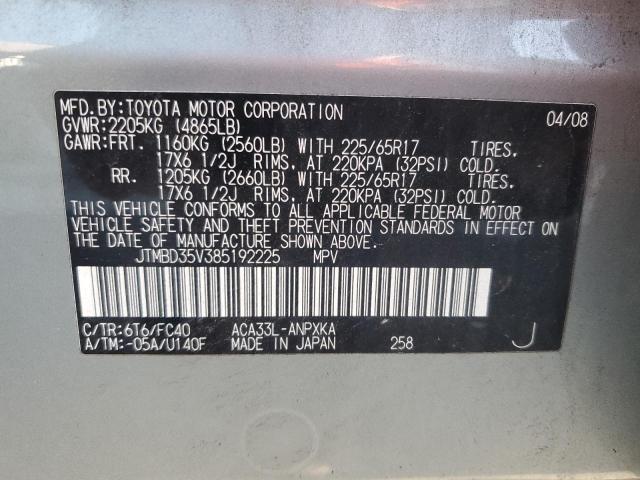 MFD.BY:TOYOTA MOTOR CORPORATION 04/08
GVWR:2205KG (4865LB)
GAWR:FRT. 1160KG (2560LB) WITH 225/65R17 TIRES,
17X6 1/2J RIMS, AT 220KPA (32PSI) COLD.
RR. 1205KG (2660LB) WITH 225/65R17 TIRES,
17X6 1/2J RIMS, AT 220KPA (32PSI) COLD.
THIS VEHICLE CONFORMS TO ALL APPLICABLE FEDERAL MOTOR
VEHICLE SAFETY AND THEFT PREVENTION STANDARDS IN EFFECT ON
THE DATE OF MANUFACTURE SHOWN ABOVE.
JTMBD35V385192225 MPV
C/TR:6T6/FC40 ACA33L-ANPXKA
A/TM:-05A/U140F MADE IN JAPAN 258 J